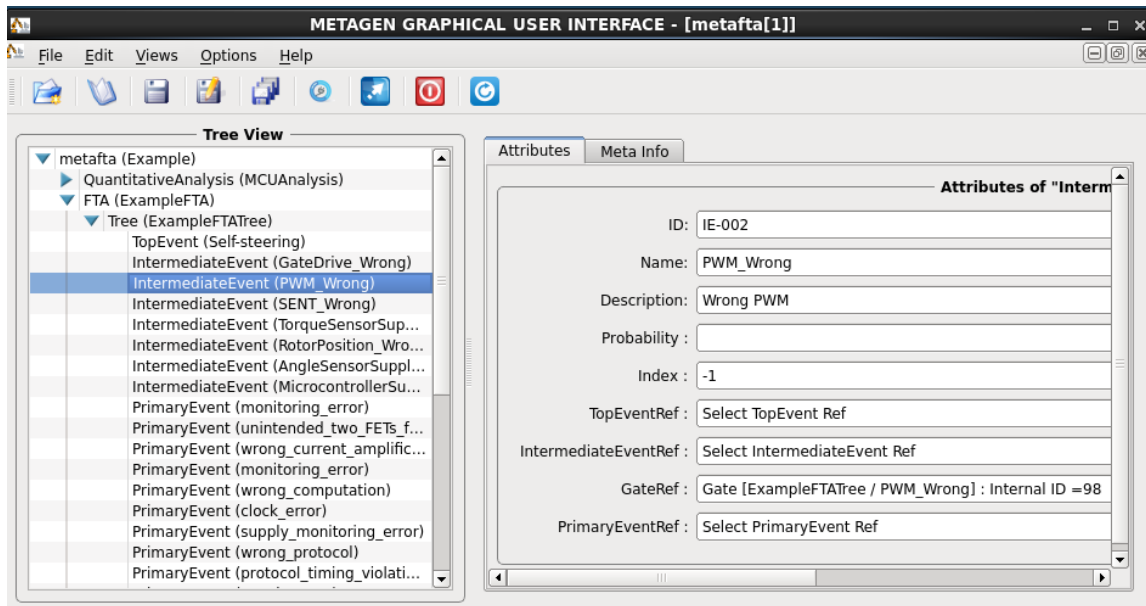 METAGEN GRAPHICAL USER INTERFACE - [metafta[1]]
File Edit Views Options Help
Tree View
metafta (Example)
QuantitativeAnalysis (MCUAnalysis)
FTA (ExampleFTA)
Tree (ExampleFTATree)
TopEvent (Self-steering)
IntermediateEvent (GateDrive_Wrong)
IntermediateEvent (PWM_Wrong)
IntermediateEvent (SENT_Wrong)
IntermediateEvent (TorqueSensorSup...
IntermediateEvent (RotorPosition_Wro...
IntermediateEvent (AngleSensorSuppl...
IntermediateEvent (MicrocontrollerSu...
PrimaryEvent (monitoring_error)
PrimaryEvent (unintended_two_FETs_f...
PrimaryEvent (wrong_current_amplific...
PrimaryEvent (monitoring_error)
PrimaryEvent (wrong_computation)
PrimaryEvent (clock_error)
PrimaryEvent (supply_monitoring_error)
PrimaryEvent (wrong_protocol)
PrimaryEvent (protocol_timing_violati...
Attributes Meta Info
Attributes of "Interm
ID: IE-002
Name: PWM_Wrong
Description: Wrong PWM
Probability :
Index : -1
TopEventRef : Select TopEvent Ref
IntermediateEventRef : Select IntermediateEvent Ref
GateRef : Gate [ExampleFTATree / PWM_Wrong] : Internal ID =98
PrimaryEventRef : Select PrimaryEvent Ref